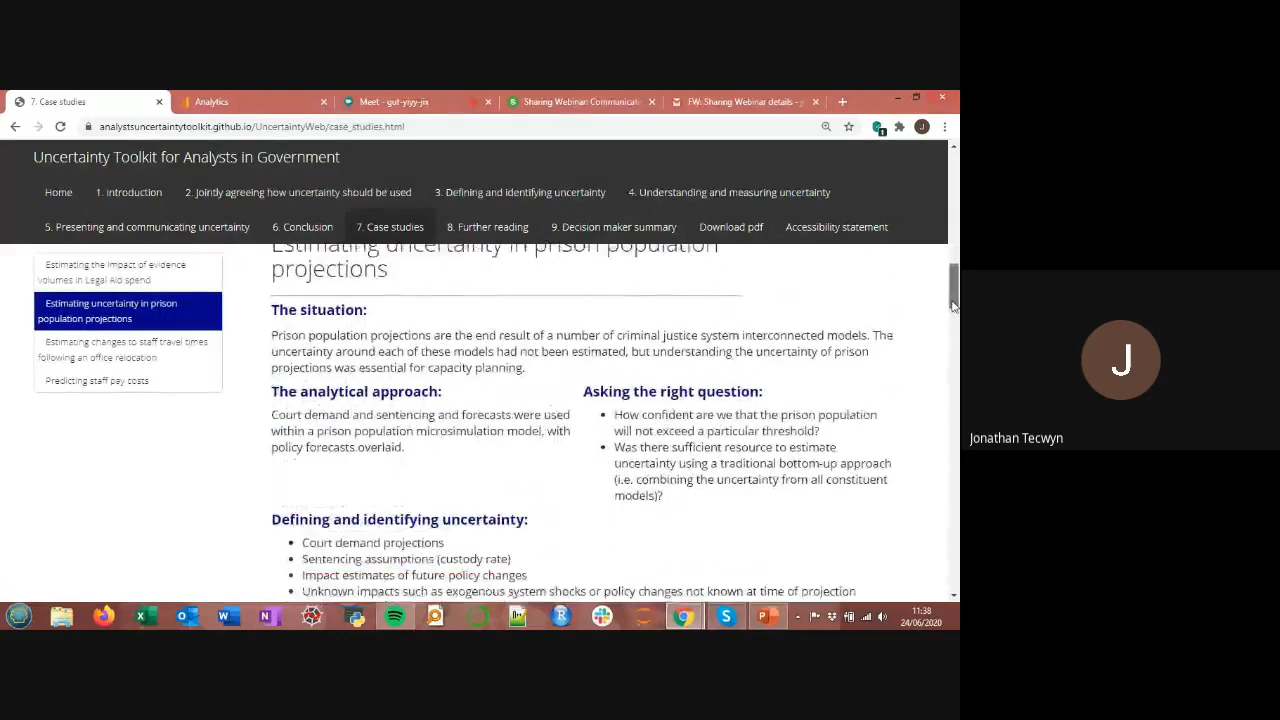 7. Case studies
Analytics
Meet - gut-yiyy-jix
Sharing Webinar Communicati
FW: Sharing Webinar details - j
analystsuncertaintytoolkit.github.io/UncertaintyWeb/case_studies.html
J
Uncertainty Toolkit for Analysts in Government
Home
1. Introduction
2. Jointly agreeing how uncertainty should be used
3. Defining and identifying uncertainty
4. Understanding and measuring uncertainty
5. Presenting and communicating uncertainty
6. Conclusion
7. Case studies
8. Further reading
9. Decision maker summary
Download pdf
Accessibility statement
Estimating the impact of evidence
volumes in Legal Aid spend
Estimating uncertainty in prison
population projections
Estimating changes to staff travel times
following an office relocation
Predicting staff pay costs
Estimating uncertainty in prison population
projections
The situation:
Prison population projections are the end result of a number of criminal justice system interconnected models. The
uncertainty around each of these models had not been estimated, but understanding the uncertainty of prison
projections was essential for capacity planning.
The analytical approach:
Court demand and sentencing and forecasts were used
within a prison population microsimulation model, with
policy forecasts overlaid.
Asking the right question:
How confident are we that the prison population
will not exceed a particular threshold?
Was there sufficient resource to estimate
uncertainty using a traditional bottom-up approach
(i.e. combining the uncertainty from all constituent
models)?
Defining and identifying uncertainty:
Court demand projections
Sentencing assumptions (custody rate)
Impact estimates of future policy changes
Unknown impacts such as exogenous system shocks or policy changes not known at time of projection
11:38
24/06/2020
J
Jonathan Tecwyn